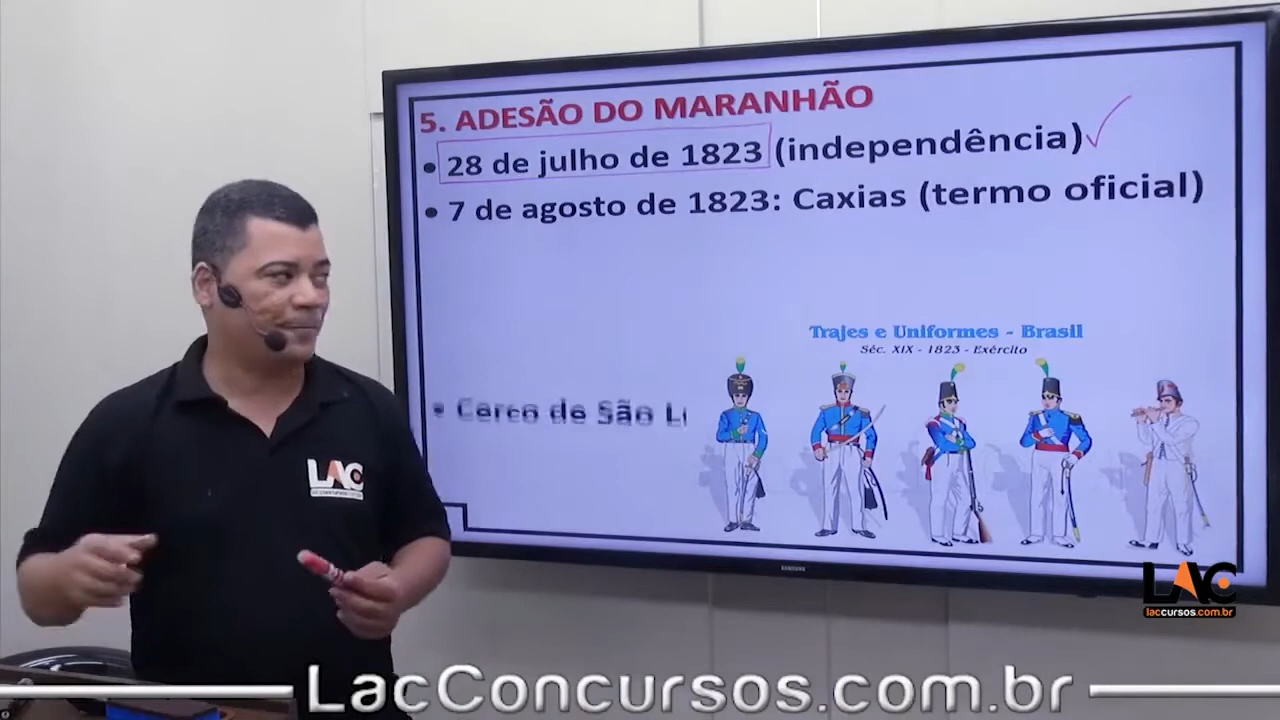 5. ADESÃO DO MARANHÃO
• 28 de julho de 1823 (independência)
• 7 de agosto de 1823: Caxias (termo oficial)
Trajes e Uniformes - Brasil
Séc. XIX - 1823 - Exército
• Cerco de São
LAC
SAMSUNG
LAC
laccursos.com.br
LacConcursos.com.br